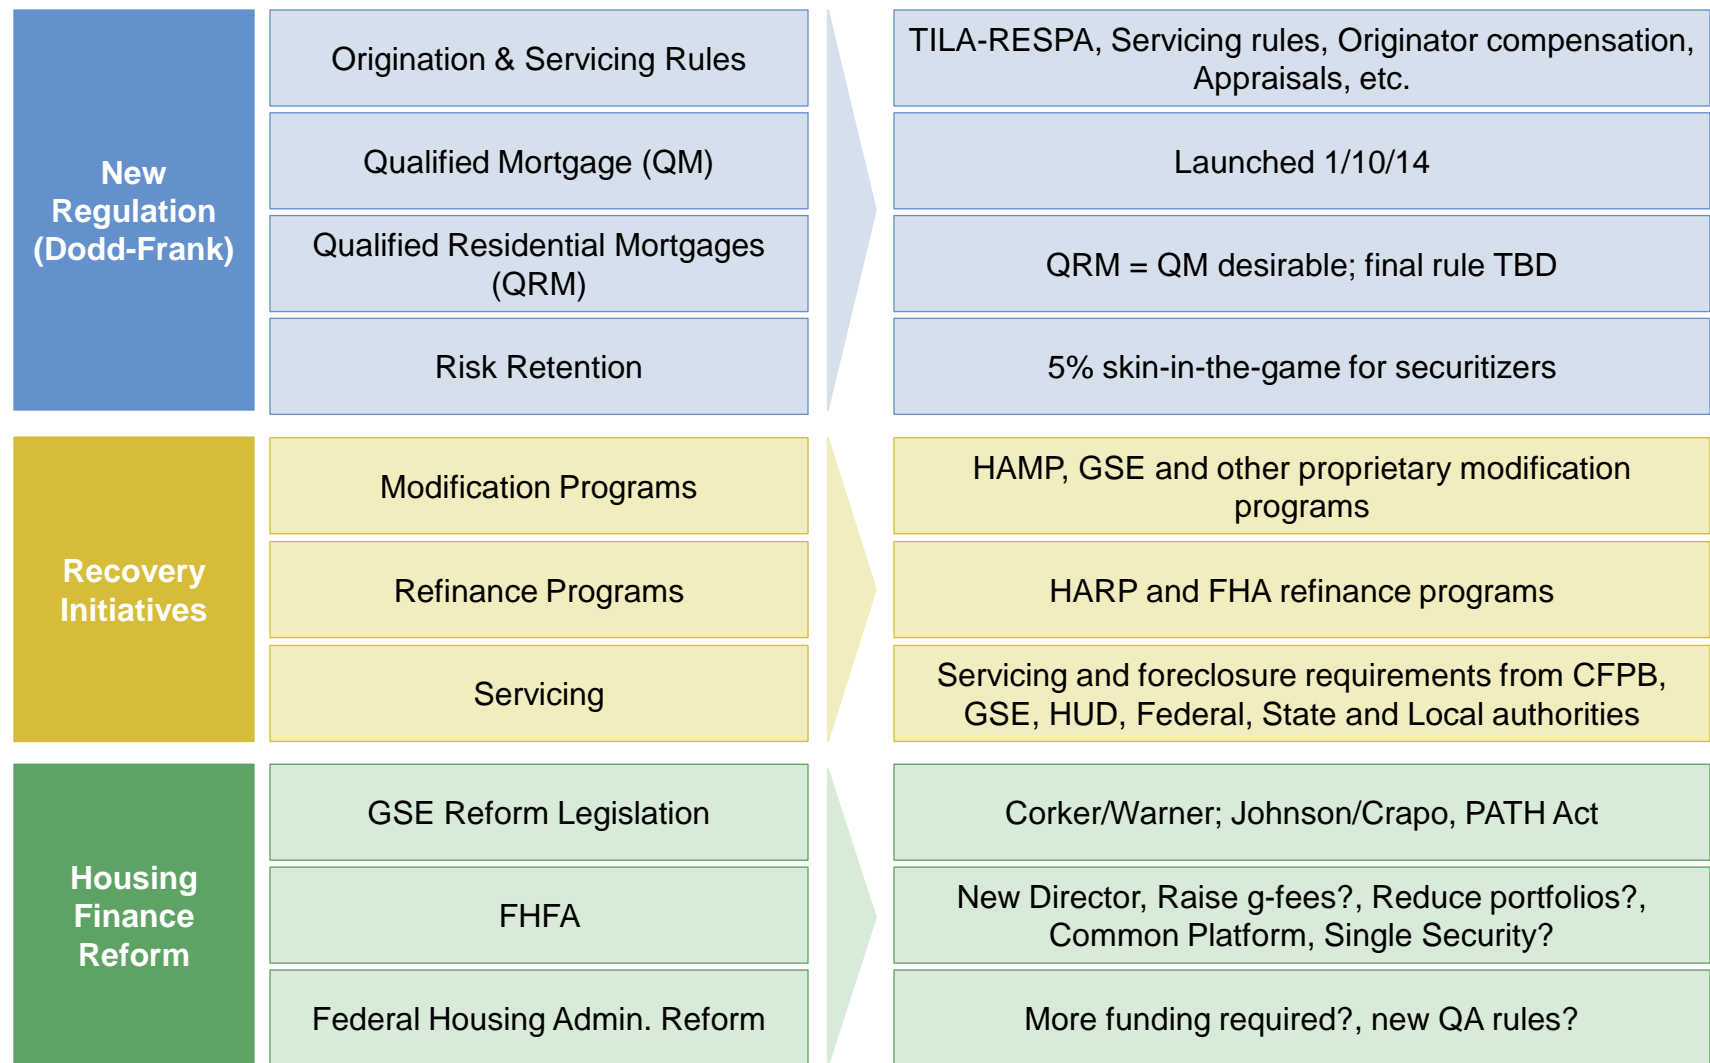 New
Regulation
(Dodd-Frank)
Origination & Servicing Rules
TILA-RESPA, Servicing rules, Originator compensation,
Appraisals, etc.
Qualified Mortgage (QM)
Launched 1/10/14
Qualified Residential Mortgages
(QRM)
QRM = QM desirable; final rule TBD
Risk Retention
5% skin-in-the-game for securitizers
Recovery
Initiatives
Modification Programs
HAMP, GSE and other proprietary modification
programs
Refinance Programs
HARP and FHA refinance programs
Servicing
Servicing and foreclosure requirements from CFPB,
GSE, HUD, Federal, State and Local authorities
Housing
Finance
Reform
GSE Reform Legislation
Corker/Warner; Johnson/Crapo, PATH Act
FHFA
New Director, Raise g-fees?, Reduce portfolios?,
Common Platform, Single Security?
Federal Housing Admin. Reform
More funding required?, new QA rules?